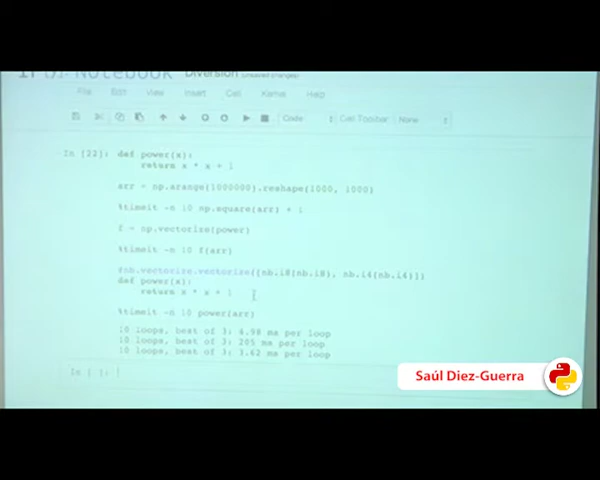 IP[y]: Notebook Diversion (unsaved changes)
File Edit View Insert Cell Kernel Help
Code Cell Toolbar: None
In [22]: def power(x):
return x * x + 1
arr = np.arange(1000000).reshape(1000, 1000)
%timeit -n 10 np.square(arr) + 1
f = np.vectorize(power)
%timeit -n 10 f(arr)
@nb.vectorize.vectorize([nb.i8(nb.i8), nb.i4(nb.i4)])
def power(x):
return x * x + 1
%timeit -n 10 power(arr)
10 loops, best of 3: 6.98 ms per loop
10 loops, best of 3: 205 ms per loop
10 loops, best of 3: 3.62 ms per loop
In [ ]:
Saúl Diez-Guerra